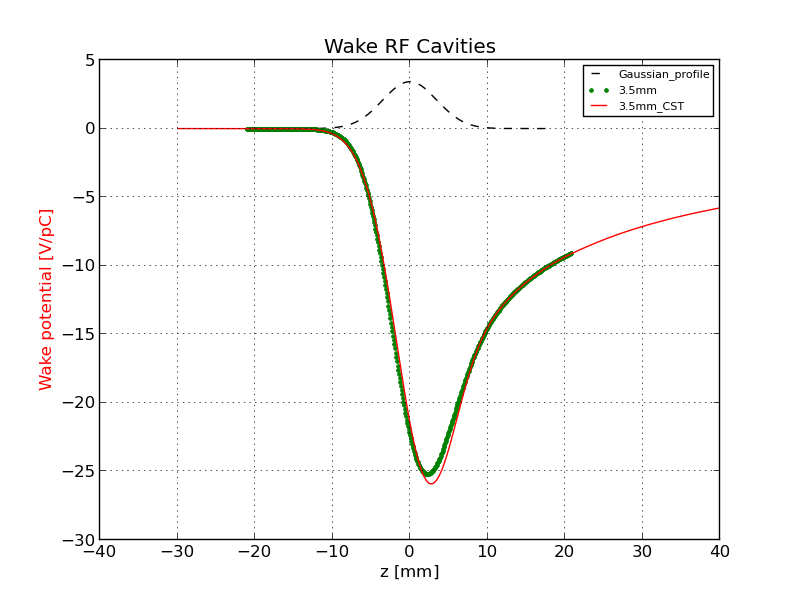 Wake RF Cavities
5
0
−5
−10
−15
−20
−25
−30
−40
−30
−20
−10
0
10
20
30
40
z [mm]
Wake potential [V/pC]
Gaussian_profile
3.5mm
3.5mm_CST